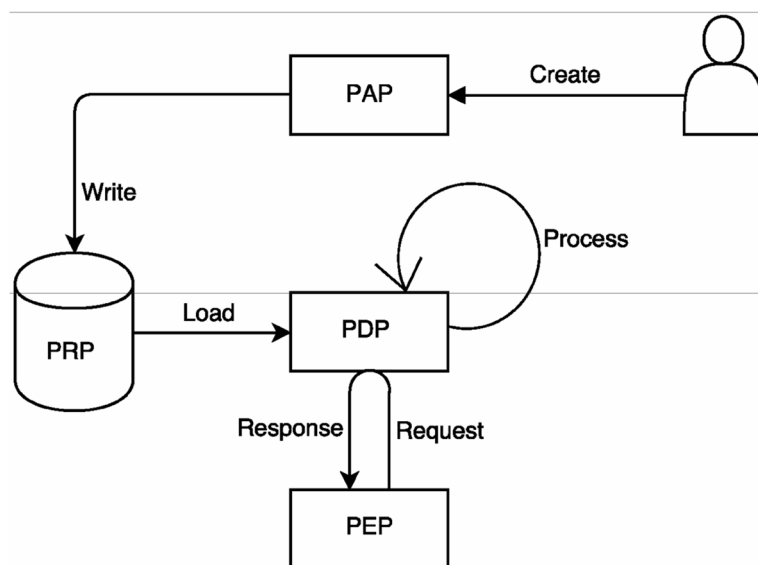 Create
PAP
Write
Process
Load
PRP
PDP
Response
Request
PEP